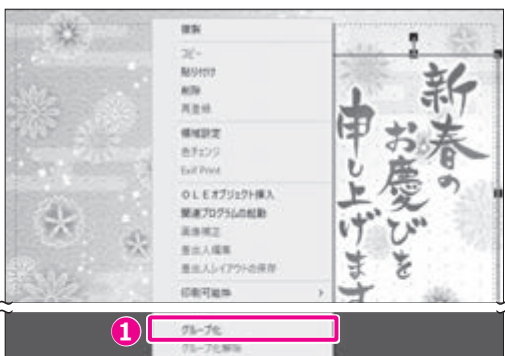 複製
コピー
貼り付け
削除
再登録
領域設定
色チェンジ
Exif Print
ＯＬＥオブジェクト挿入
関連プログラムの起動
画像補正
差出人編集
差出人レイアウトの保存
印刷可能枠
新春の
お慶びを
申し上げます
1
グループ化
グループ化解除